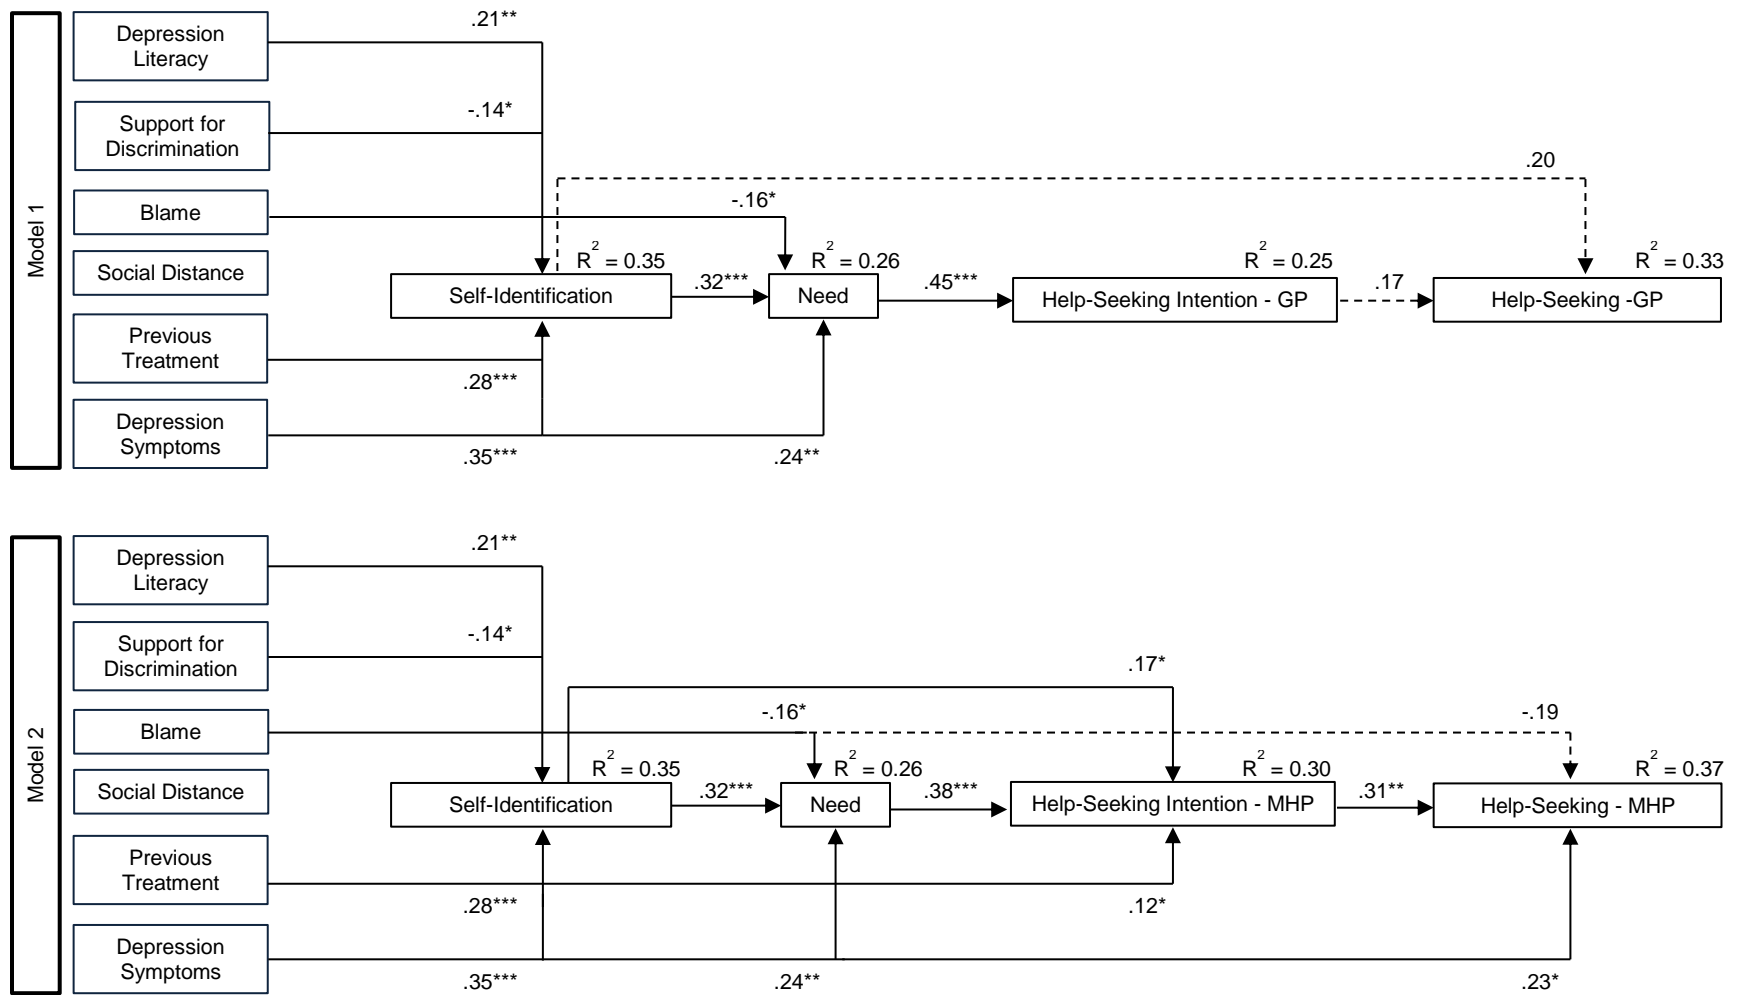 Model 1
Depression
Literacy
.21**
Support for
Discrimination
-.14*
.20
Blame
-.16*
Social Distance
R2 = 0.35
R2 = 0.26
R2 = 0.25
R2 = 0.33
Self-Identification
.32***
Need
.45***
Help-Seeking Intention - GP
.17
Help-Seeking -GP
Previous
Treatment
.28***
Depression
Symptoms
.35***
.24**
Model 2
Depression
Literacy
.21**
Support for
Discrimination
-.14*
.17*
Blame
-.16*
-.19
Social Distance
R2 = 0.35
R2 = 0.26
R2 = 0.30
R2 = 0.37
Self-Identification
.32***
Need
.38***
Help-Seeking Intention - MHP
.31**
Help-Seeking - MHP
Previous
Treatment
.28***
.12*
Depression
Symptoms
.35***
.24**
.23*